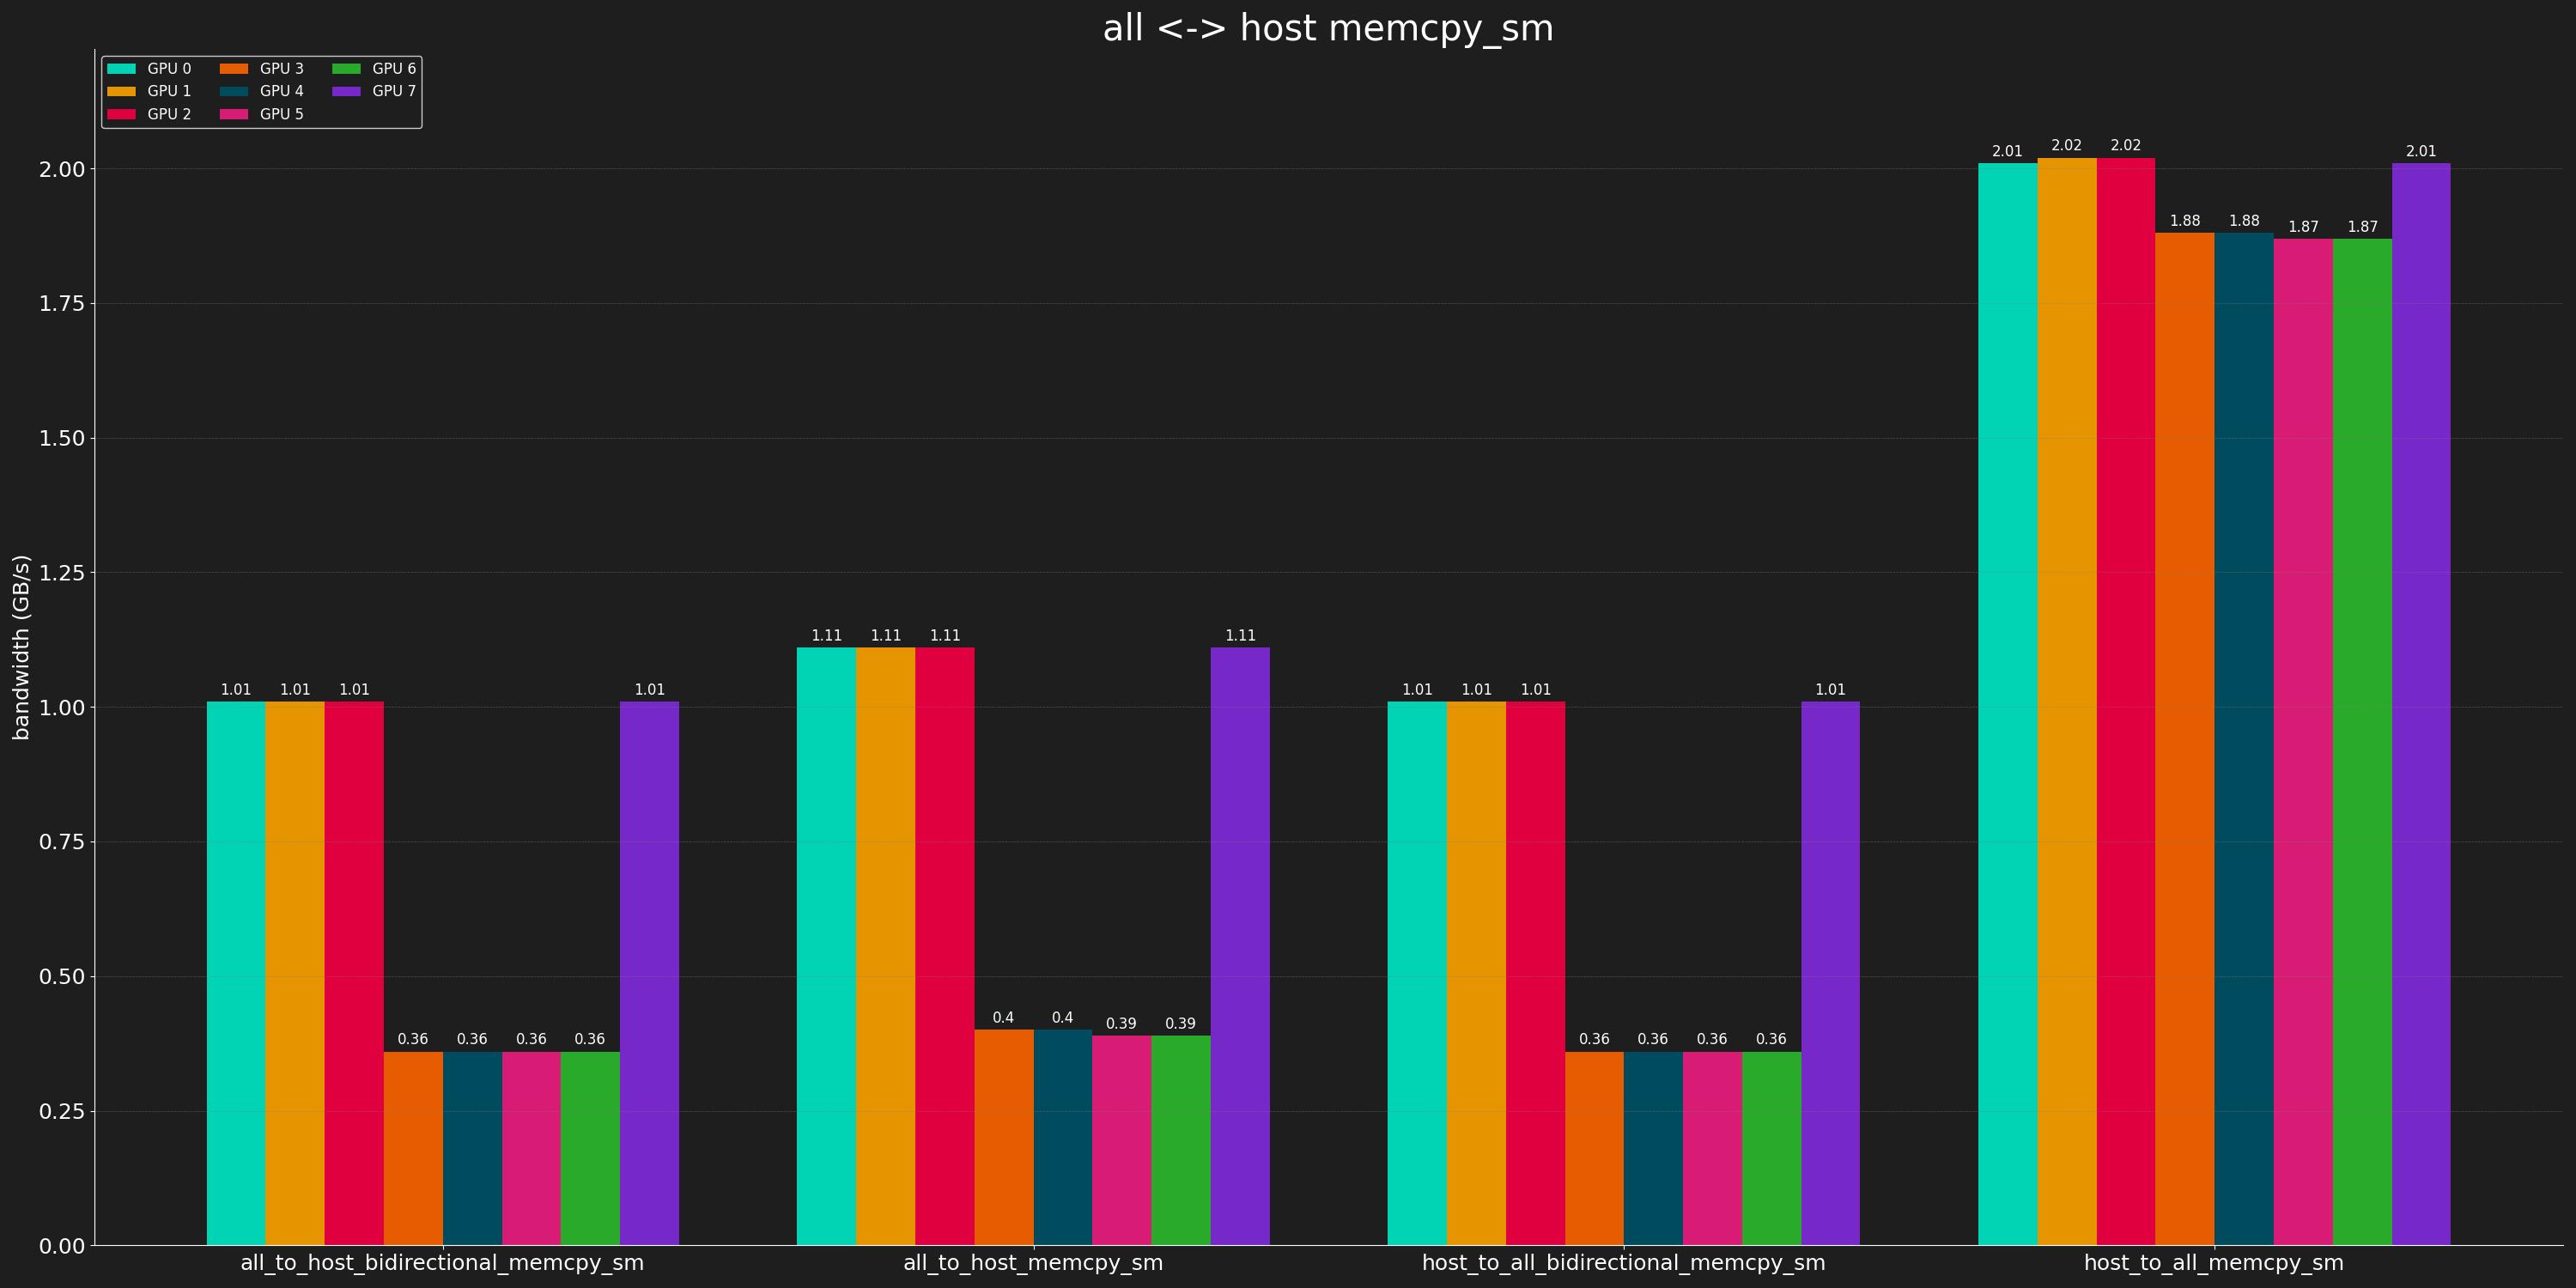 all <-> host memcpy_sm
GPU 0 GPU 3 GPU 6
GPU 1 GPU 4 GPU 7
GPU 2 GPU 5
bandwidth (GB/s)
2.00
1.75
1.50
1.25
1.00
0.75
0.50
0.25
0.00
1.01 1.01 1.01 0.36 0.36 0.36 0.36 1.01
1.11 1.11 1.11 0.4 0.4 0.39 0.39 1.11
1.01 1.01 1.01 0.36 0.36 0.36 0.36 1.01
2.01 2.02 2.02 1.88 1.88 1.87 1.87 2.01
all_to_host_bidirectional_memcpy_sm
all_to_host_memcpy_sm
host_to_all_bidirectional_memcpy_sm
host_to_all_memcpy_sm